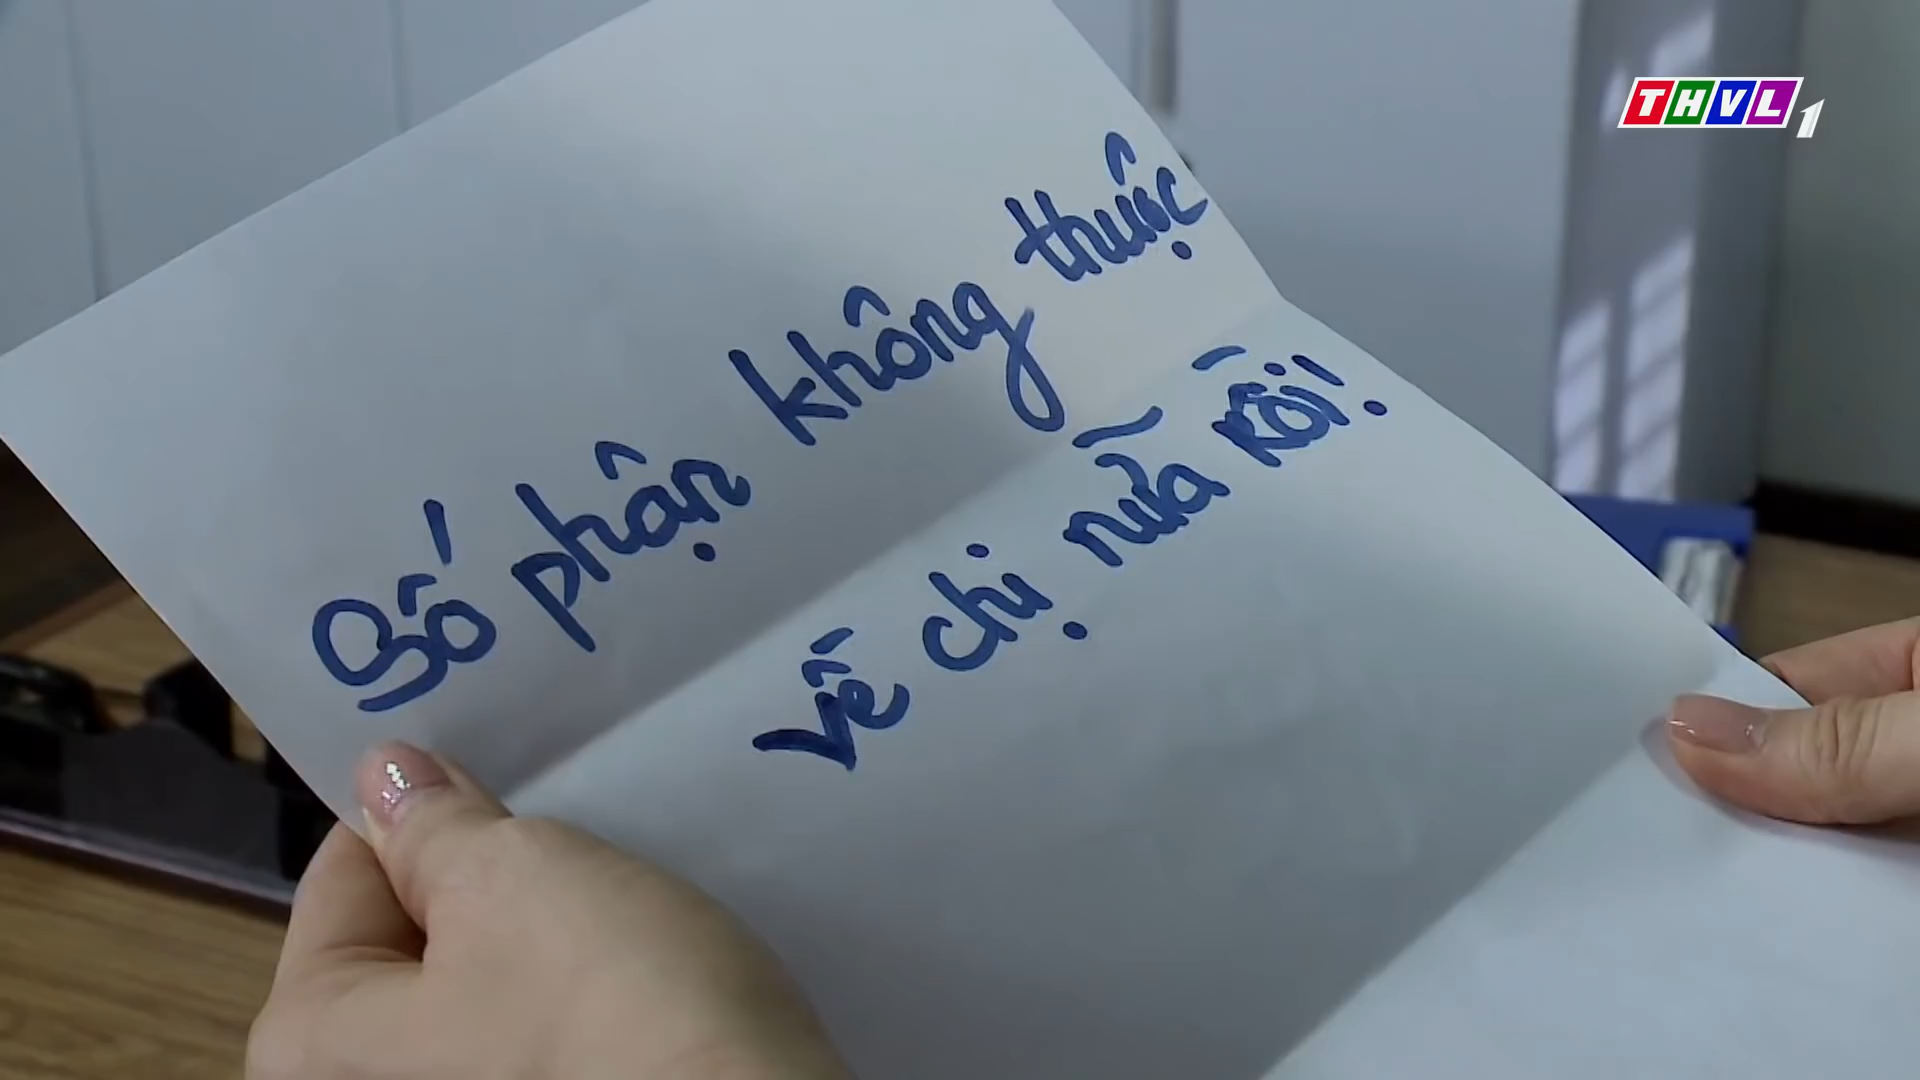 THVL1
Số phận không thuộc
về chị nữa rồi!